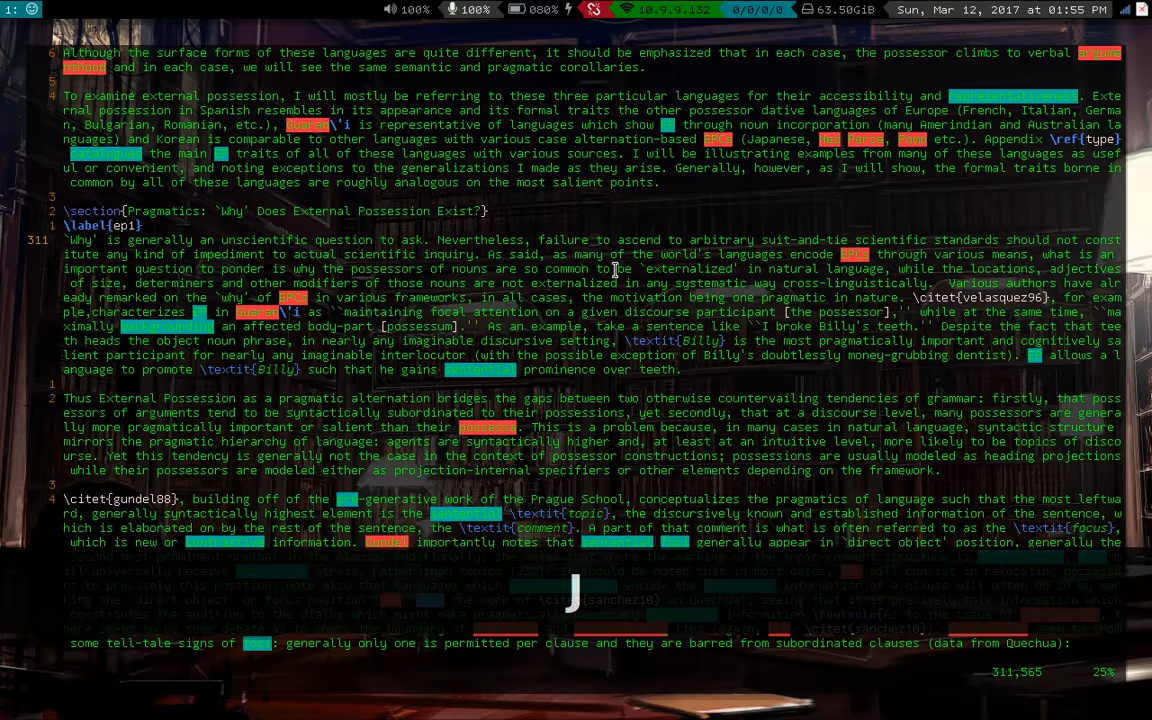 1: 100% 100% 080% 10.9.9.132 0/0/0/0 63.50GiB Sun, Mar 12, 2017 at 01:55 PM
6 Although the surface forms of these languages are quite different, it should be emphasized that in each case, the possessor climbs to verbal argume
nthood and in each case, we will see the same semantic and pragmatic corollaries.
5
4 To examine external possession, I will mostly be referring to these three particular languages for their accessibility and representativeness. Exte
rnal possession in Spanish resembles in its appearance and its formal traits the other possessor dative languages of Europe (French, Italian, Germa
n, Bulgarian, Romanian, etc.), Guaran\'i is representative of languages which show EP through noun incorporation (many Amerindian and Australian la
nguages) and Korean is comparable to other languages with various case alternation-based EPCs (Japanese, Nez Perce, Pomo etc.). Appendix \ref{type}
catalogues the main EP traits of all of these languages with various sources. I will be illustrating examples from many of these languages as usef
ul or convenient, and noting exceptions to the generalizations I made as they arise. Generally, however, as I will show, the formal traits borne in
common by all of these languages are roughly analogous on the most salient points.
3
2 \section{Pragmatics: `Why' Does External Possession Exist?}
1 \label{ep1}
311 `Why' is generally an unscientific question to ask. Nevertheless, failure to ascend to arbitrary suit-and-tie scientific standards should not const
itute any kind of impediment to actual scientific inquiry. As said, as many of the world's languages encode EPCs through various means, what is an
important question to ponder is why the possessors of nouns are so common to be `externalized' in natural language, while the locations, adjectives
of size, determiners and other modifiers of those nouns are not externalized in any systematic way cross-linguistically. Various authors have alr
eady remarked on the `why' of EPCs in various frameworks, in all cases, the motivation being one pragmatic in nature. \citet{velasquez96}, for exam
ple,characterizes EP in Guaran\'i as ``maintaining focal attention on a given discourse participant [the possessor],'' while at the same time, ``ma
ximally backgrounding an affected body-part [possessum].'' As an example, take a sentence like ``I broke Billy's teeth.'' Despite the fact that tee
th heads the object noun phrase, in nearly any imaginable discursive setting, \textit{Billy} is the most pragmatically important and cognitively sa
lient participant for nearly any imaginable interlocutor (with the possible exception of Billy's doubtlessly money-grubbing dentist). EP allows a l
anguage to promote \textit{Billy} such that he gains sentential prominence over teeth.
1
2 Thus External Possession as a pragmatic alternation bridges the gaps between two otherwise countervailing tendencies of grammar: firstly, that poss
essors of arguments tend to be syntactically subordinated to their possessions, yet secondly, that at a discourse level, many possessors are genera
lly more pragmatically important or salient than their possessa. This is a problem because, in many cases in natural language, syntactic structure
mirrors the pragmatic hierarchy of language: agents are syntactically higher and, at least at an intuitive level, more likely to be topics of disco
urse. Yet this tendency is generally not the case in the context of possessor constructions; possessions are usually modeled as heading projections
while their possessors are modeled either as projection-internal specifiers or other elements depending on the framework.
3
4 \citet{gundel88}, building off of the pre-generative work of the Prague School, conceptualizes the pragmatics of language such that the most leftwa
rd, generally syntactically highest element is the sentential \textit{topic}, the discursively known and established information of the sentence, w
hich is elabonated on by the rest of the sentence, the \textit{comment}. A part of that comment is what is often referred to as the \textit{focus},
which is new or contrastive information. Gundel importantly notes that sentential foci generally appear in `direct object' position, generally the
J
some tell-tale-signs of : generally only one is permitted per clause and they are barred from subordinated clauses (data from Quechua):
311,565 25%